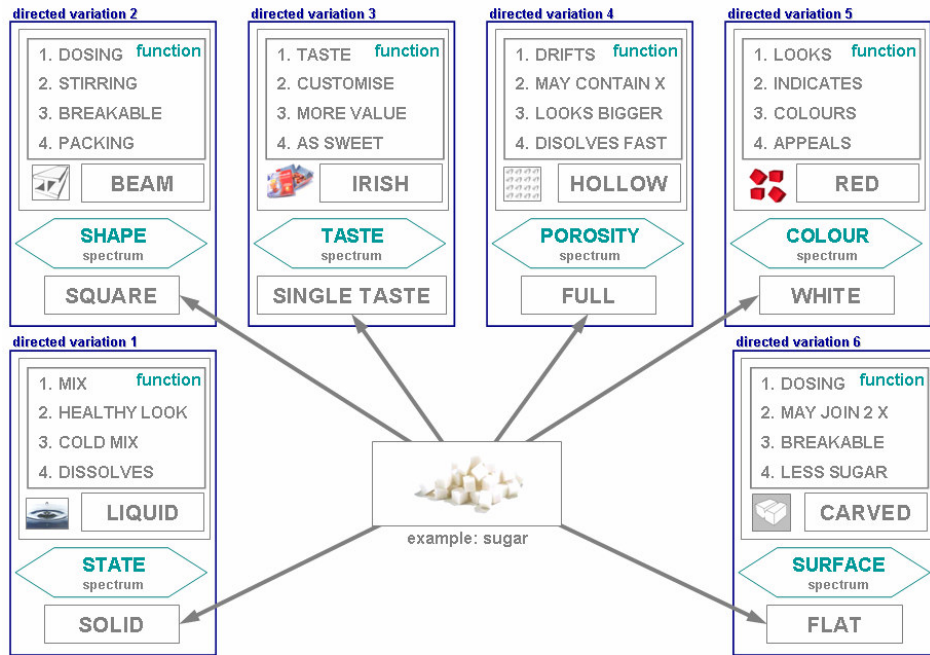 directed variation 2
function
1. DOSING
2. STIRRING
3. BREAKABLE
4. PACKING
BEAM
SHAPE
spectrum
SQUARE
directed variation 3
function
1. TASTE
2. CUSTOMISE
3. MORE VALUE
4. AS SWEET
IRISH
TASTE
spectrum
SINGLE TASTE
directed variation 4
function
1. DRIFTS
2. MAY CONTAIN X
3. LOOKS BIGGER
4. DISOLVES FAST
HOLLOW
POROSITY
spectrum
FULL
directed variation 5
function
1. LOOKS
2. INDICATES
3. COLOURS
4. APPEALS
RED
COLOUR
spectrum
WHITE
directed variation 1
function
1. MIX
2. HEALTHY LOOK
3. COLD MIX
4. DISSOLVES
LIQUID
STATE
spectrum
SOLID
example: sugar
directed variation 6
function
1. DOSING
2. MAY JOIN 2 X
3. BREAKABLE
4. LESS SUGAR
CARVED
SURFACE
spectrum
FLAT